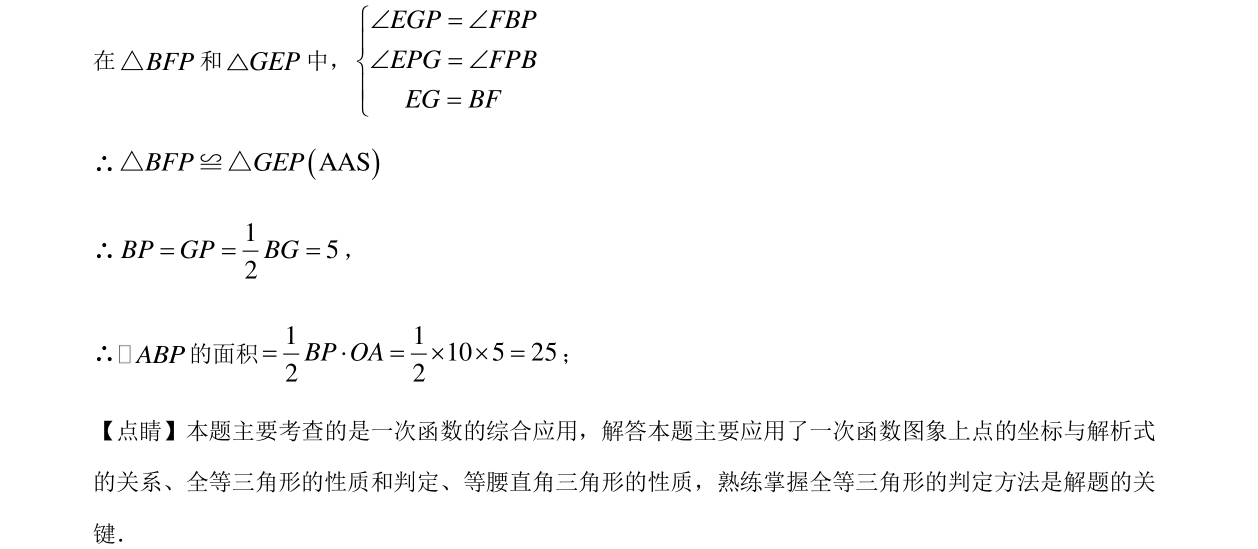 在△BFP和△GEP中，{∠EGP=∠FBP
∠EPG=∠FPB
EG=BF
∴△BFP≌△GEP(AAS)
∴BP=GP=1/2BG=5，
∴□ABP的面积=1/2BP·OA=1/2×10×5=25；
【点睛】本题主要考查的是一次函数的综合应用，解答本题主要应用了一次函数图象上点的坐标与解析式
的关系、全等三角形的性质和判定、等腰直角三角形的性质，熟练掌握全等三角形的判定方法是解题的关
键．